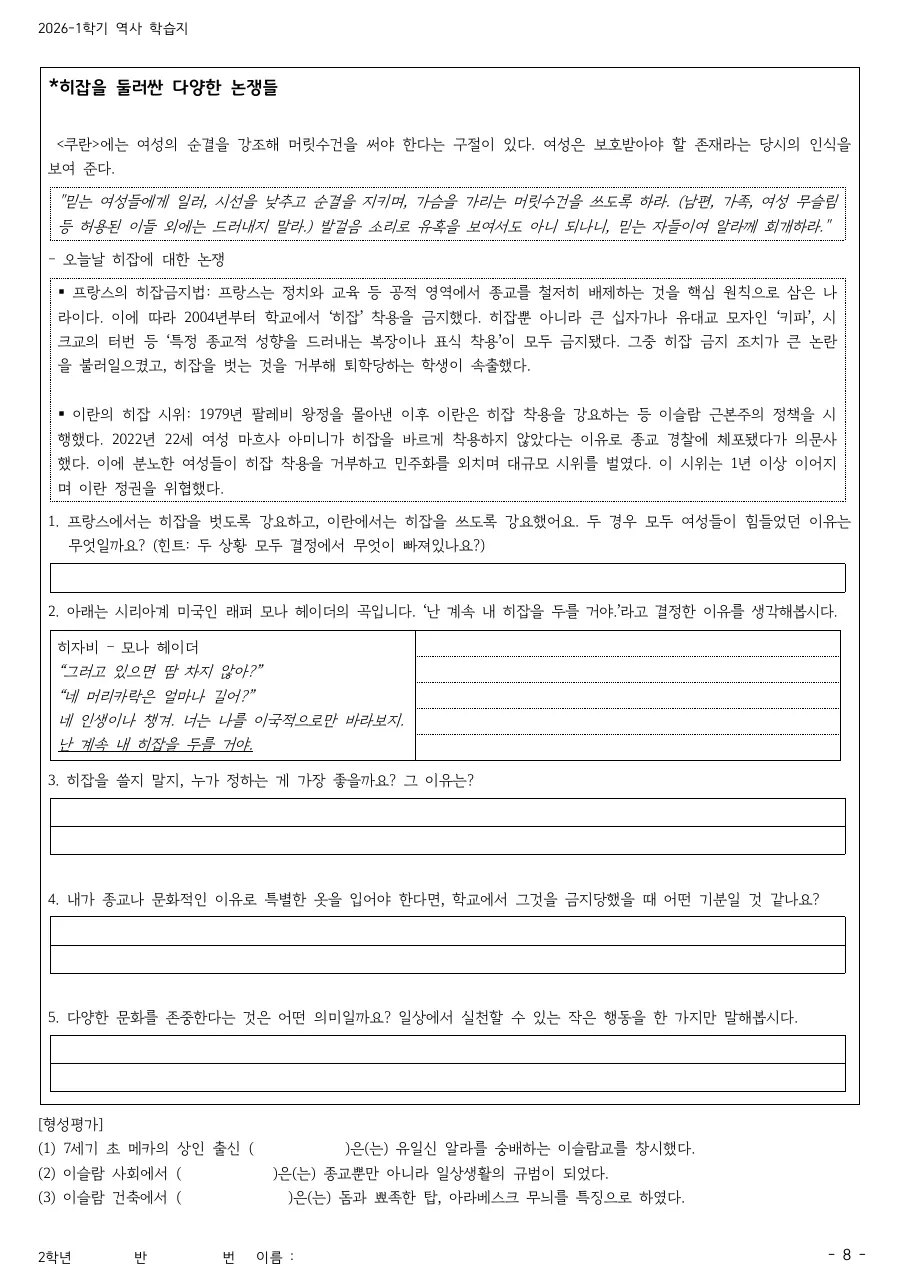 2026-1학기 역사 학습지
*히잡을 둘러싼 다양한 논쟁들
<쿠란>에는 여성의 순결을 강조해 머릿수건을 써야 한다는 구절이 있다. 여성은 보호받아야 할 존재라는 당시의 인식을
보여 준다.
"믿는 여성들에게 일러, 시선을 낮추고 순결을 지키며, 가슴을 가리는 머릿수건을 쓰도록 하라. (남편, 가족, 여성 무슬림
등 허용된 이들 외에는 드러내지 말라.) 발걸음 소리로 유혹을 보여서도 아니 되나니, 믿는 자들이여 알라께 회개하라."
- 오늘날 히잡에 대한 논쟁
▪ 프랑스의 히잡금지법: 프랑스는 정치와 교육 등 공적 영역에서 종교를 철저히 배제하는 것을 핵심 원칙으로 삼은 나
라이다. 이에 따라 2004년부터 학교에서 ‘히잡’ 착용을 금지했다. 히잡뿐 아니라 큰 십자가나 유대교 모자인 ‘키파’, 시
크교의 터번 등 ‘특정 종교적 성향을 드러내는 복장이나 표식 착용’이 모두 금지됐다. 그중 히잡 금지 조치가 큰 논란
을 불러일으켰고, 히잡을 벗는 것을 거부해 퇴학당하는 학생이 속출했다.
▪ 이란의 히잡 시위: 1979년 팔레비 왕정을 몰아낸 이후 이란은 히잡 착용을 강요하는 등 이슬람 근본주의 정책을 시
행했다. 2022년 22세 여성 마흐사 아미니가 히잡을 바르게 착용하지 않았다는 이유로 종교 경찰에 체포됐다가 의문사
했다. 이에 분노한 여성들이 히잡 착용을 거부하고 민주화를 외치며 대규모 시위를 벌였다. 이 시위는 1년 이상 이어지
며 이란 정권을 위협했다.
1. 프랑스에서는 히잡을 벗도록 강요하고, 이란에서는 히잡을 쓰도록 강요했어요. 두 경우 모두 여성들이 힘들었던 이유는
무엇일까요? (힌트: 두 상황 모두 결정에서 무엇이 빠져있나요?)
2. 아래는 시리아계 미국인 래퍼 모나 헤이더의 곡입니다. ‘난 계속 내 히잡을 두를 거야.’라고 결정한 이유를 생각해봅시다.
히자비 - 모나 헤이더
“그러고 있으면 땀 차지 않아?”
“네 머리카락은 얼마나 길어?”
네 인생이나 챙겨. 너는 나를 이국적으로만 바라보지.
난 계속 내 히잡을 두를 거야.
3. 히잡을 쓸지 말지, 누가 정하는 게 가장 좋을까요? 그 이유는?
4. 내가 종교나 문화적인 이유로 특별한 옷을 입어야 한다면, 학교에서 그것을 금지당했을 때 어떤 기분일 것 같나요?
5. 다양한 문화를 존중한다는 것은 어떤 의미일까요? 일상에서 실천할 수 있는 작은 행동을 한 가지만 말해봅시다.
[형성평가]
(1) 7세기 초 메카의 상인 출신 (          )은(는) 유일신 알라를 숭배하는 이슬람교를 창시했다.
(2) 이슬람 사회에서 (          )은(는) 종교뿐만 아니라 일상생활의 규범이 되었다.
(3) 이슬람 건축에서 (            )은(는) 돔과 뾰족한 탑, 아라베스크 무늬를 특징으로 하였다.
2학년      반      번  이름 :
- 8 -